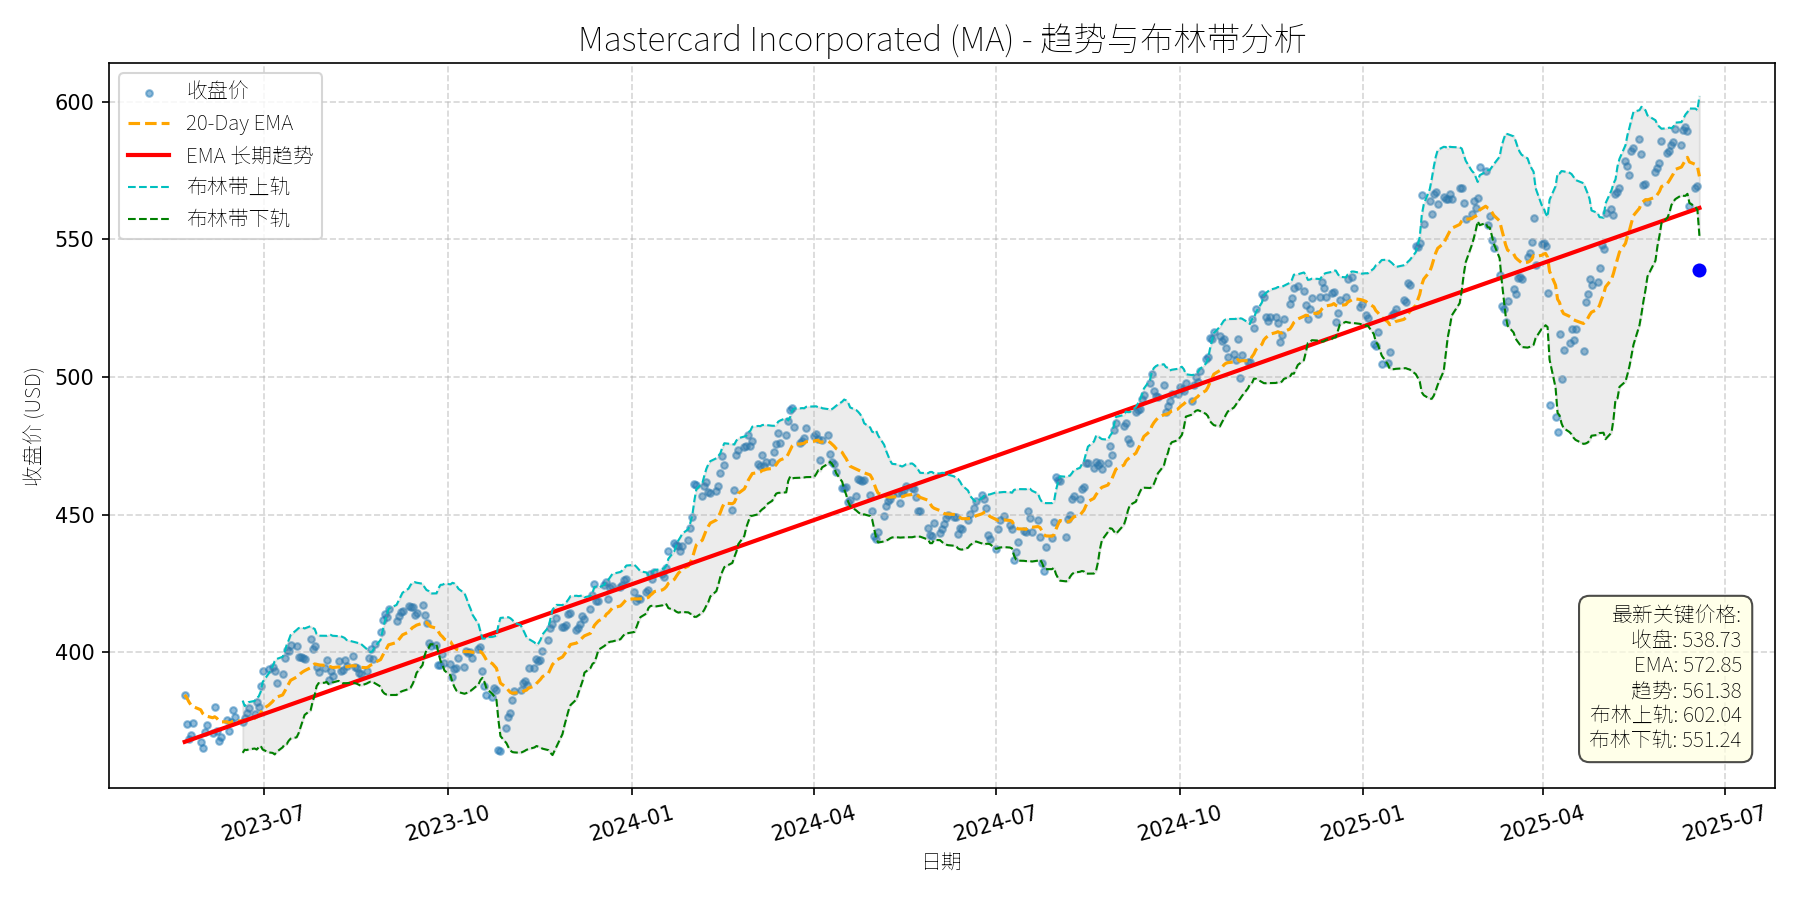 Mastercard Incorporated (MA) - 趋势与布林带分析
收盘价
20-Day EMA
EMA 长期趋势
布林带上轨
布林带下轨
600
550
500
450
400
收盘价 (USD)
最新关键价格:
收盘: 538.73
EMA: 572.85
趋势: 561.38
布林上轨: 602.04
布林下轨: 551.24
2023-07
2023-10
2024-01
2024-04
2024-07
2024-10
2025-01
2025-04
2025-07
日期